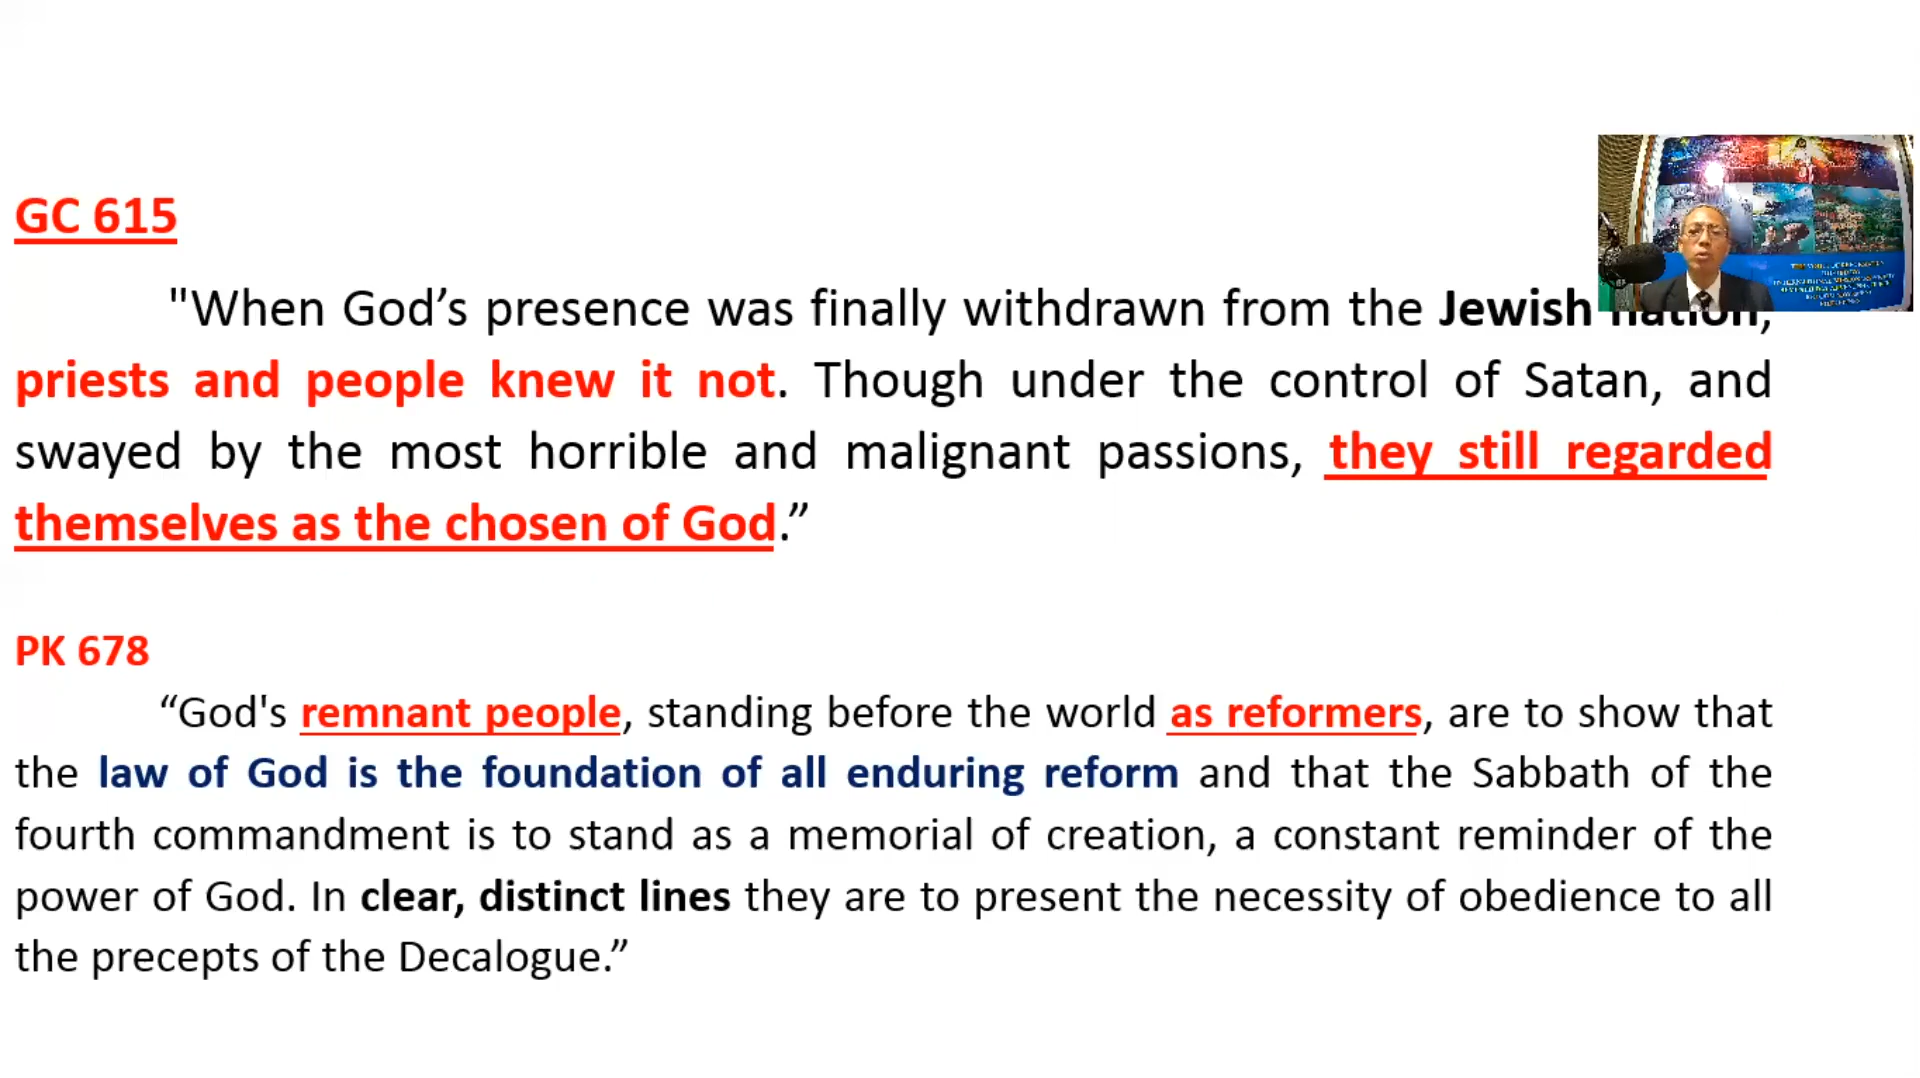 GC 615
"When God’s presence was finally withdrawn from the Jewish nation,
priests and people knew it not. Though under the control of Satan, and
swayed by the most horrible and malignant passions, they still regarded
themselves as the chosen of God.”
PK 678
“God's remnant people, standing before the world as reformers, are to show that
the law of God is the foundation of all enduring reform and that the Sabbath of the
fourth commandment is to stand as a memorial of creation, a constant reminder of the
power of God. In clear, distinct lines they are to present the necessity of obedience to all
the precepts of the Decalogue.”